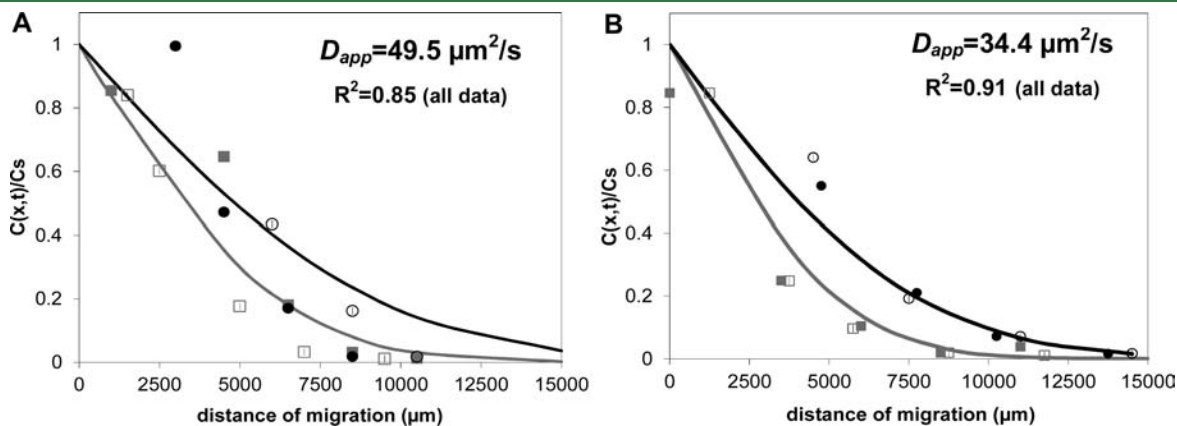 A
D_app=49.5 µm²/s
R²=0.85 (all data)
1
0.8
0.6
0.4
0.2
0
C(x,t)/Cs
0 2500 5000 7500 10000 12500 15000
distance of migration (µm)
B
D_app=34.4 µm²/s
R²=0.91 (all data)
1
0.8
0.6
0.4
0.2
0
C(x,t)/Cs
0 2500 5000 7500 10000 12500 15000
distance of migration (µm)